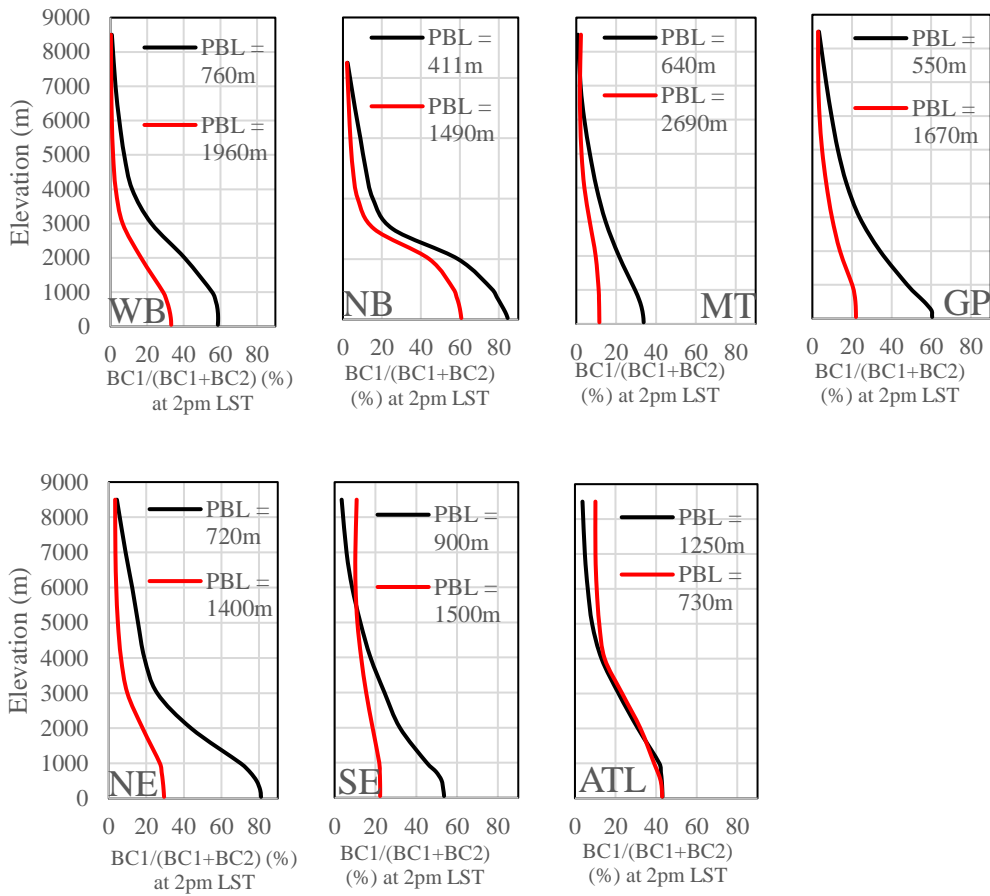 9000
8000
7000
6000
5000
4000
3000
2000
1000
0
Elevation (m)
PBL =
760m
PBL =
1960m
WB
0 20 40 60 80
BC1/(BC1+BC2) (%)
at 2pm LST
PBL =
411m
PBL =
1490m
NB
0 20 40 60 80
BC1/(BC1+BC2)
(%) at 2pm LST
PBL =
640m
PBL =
2690m
MT
0 20 40 60 80
BC1/(BC1+BC2)
(%) at 2pm LST
PBL =
550m
PBL =
1670m
GP
0 20 40 60 80
BC1/(BC1+BC2)
(%) at 2pm LST
9000
8000
7000
6000
5000
4000
3000
2000
1000
0
Elevation (m)
PBL =
720m
PBL =
1400m
NE
0 20 40 60 80
BC1/(BC1+BC2) (%)
at 2pm LST
PBL =
900m
PBL =
1500m
SE
0 20 40 60 80
BC1/(BC1+BC2)
(%) at 2pm LST
PBL =
1250m
PBL =
730m
ATL
0 20 40 60 80
BC1/(BC1+BC2)
(%) at 2pm LST